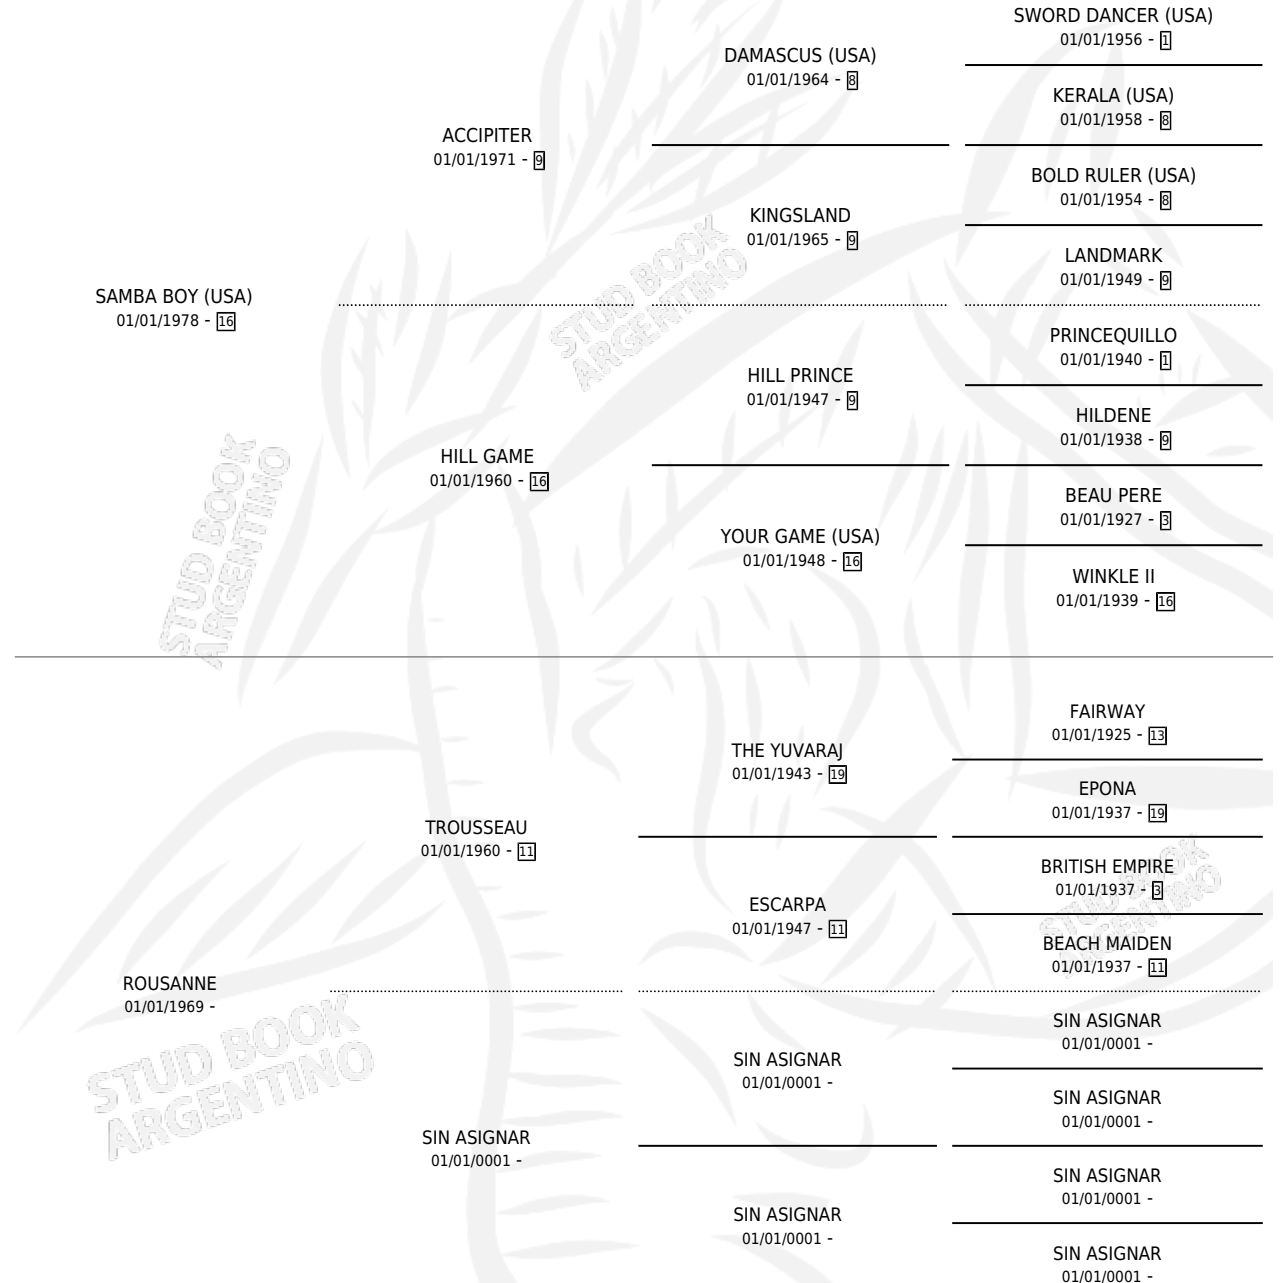 SWORD DANCER (USA)
01/01/1956 - 1
DAMASCUS (USA)
01/01/1964 - 8
KERALA (USA)
01/01/1958 - 8
ACCIPITER
01/01/1971 - 9
BOLD RULER (USA)
01/01/1954 - 8
KINGSLAND
01/01/1965 - 9
LANDMARK
01/01/1949 - 9
SAMBA BOY (USA)
01/01/1978 - 16
PRINCEQUILLO
01/01/1940 - 1
HILL PRINCE
01/01/1947 - 9
HILDENE
01/01/1938 - 9
HILL GAME
01/01/1960 - 16
BEAU PERE
01/01/1927 - 3
YOUR GAME (USA)
01/01/1948 - 16
WINKLE II
01/01/1939 - 16
FAIRWAY
01/01/1925 - 13
THE YUVARAJ
01/01/1943 - 19
EPONA
01/01/1937 - 19
TROUSSEAU
01/01/1960 - 11
BRITISH EMPIRE
01/01/1937 - 3
ESCARPA
01/01/1947 - 11
BEACH MAIDEN
01/01/1937 - 11
ROUSANNE
01/01/1969 -
SIN ASIGNAR
01/01/0001 -
SIN ASIGNAR
01/01/0001 -
SIN ASIGNAR
01/01/0001 -
SIN ASIGNAR
01/01/0001 -
SIN ASIGNAR
01/01/0001 -
SIN ASIGNAR
01/01/0001 -
SIN ASIGNAR
01/01/0001 -
STUD BOOK
ARGENTINO
STUD BOOK
ARGENTINO
STUD BOOK
ARGENTINO
STUD BOOK
ARGENTINO